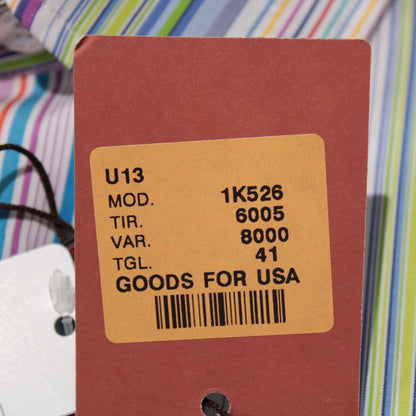 U13
MOD. 1K526
TIR. 6005
VAR. 8000
TGL. 41
GOODS FOR USA